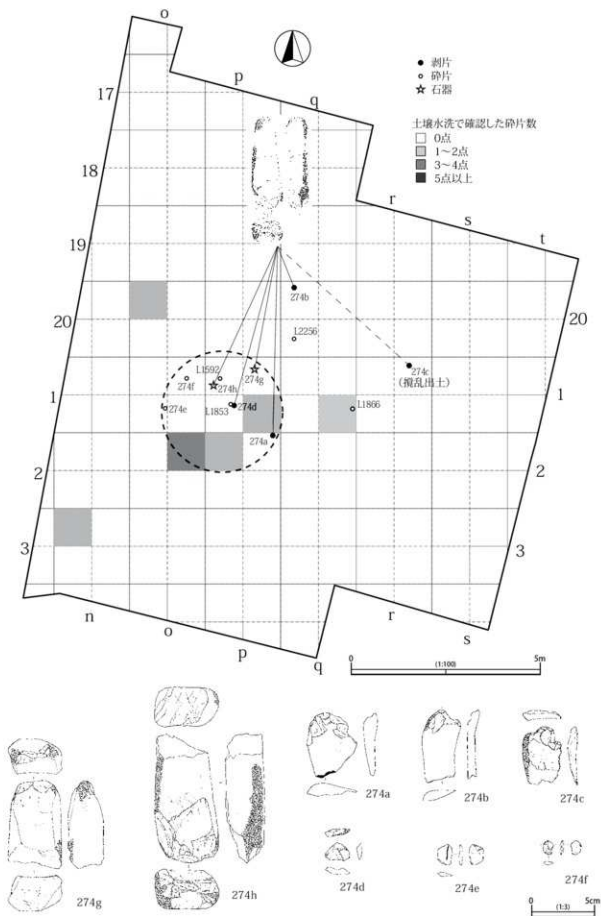 o
p
q
r
s
t
17
18
19
20
1
2
3
● 剥片
○ 砕片
☆ 石器
土壌水洗で確認した砕片数
0点
1～2点
3～4点
5点以上
274b
L2256
20
274c
(撹乱出土)
L1592
274g
274f
274h
L1853
274d
274e
L1866
1
274a
2
3
n
o
p
q
r
s
0
(1:100)
5m
274g
274h
274a
274b
274c
274d
274e
274f
0
(1:3)
5cm